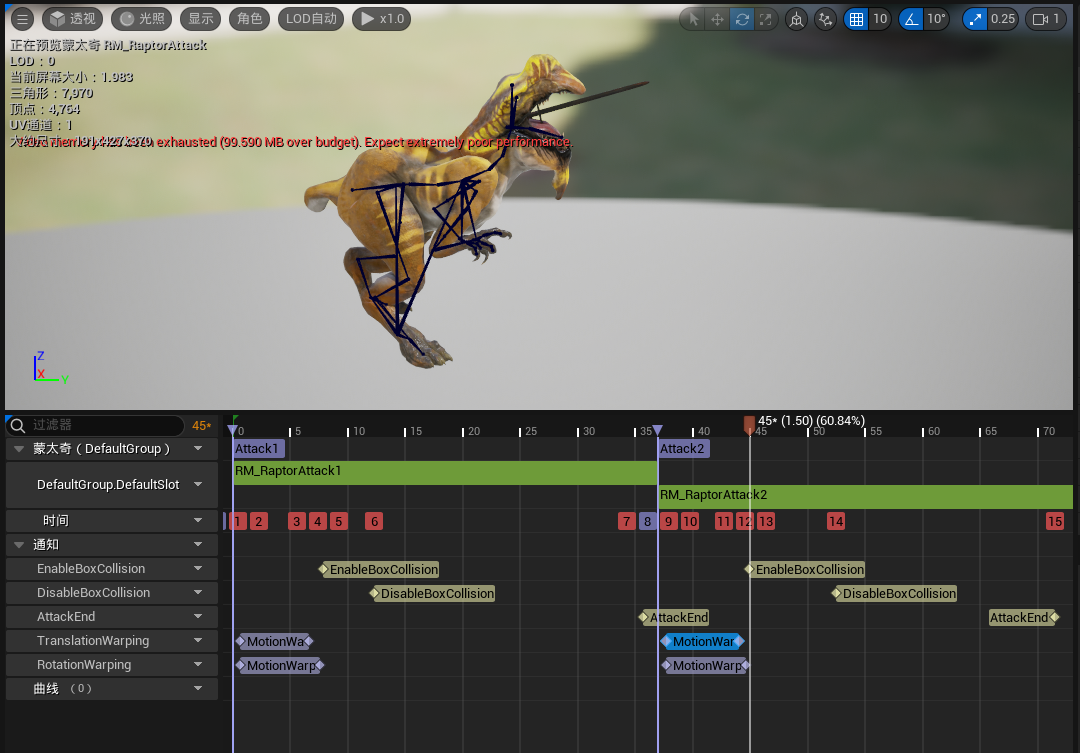 透视 光照 显示 角色 LOD自动 x1.0 10 10° 0.25 1
正在预览蒙太奇 RM_RaptorAttack
LOD：0
当前屏幕大小：1.983
三角形：7,970
顶点：4,764
UV通道：1
exhausted (99.590 MB over budget). Expect extremely poor performance.
Z
X Y
过滤器 45*
45* (1.50) (60.84%)
0 5 10 15 20 25 30 35 40 45 50 55 60 65 70
蒙太奇（DefaultGroup） Attack1 Attack2
RM_RaptorAttack1
DefaultGroup.DefaultSlot
RM_RaptorAttack2
时间 1 2 3 4 5 6 7 8 9 10 11 12 13 14 15
通知
EnableBoxCollision EnableBoxCollision EnableBoxCollision
DisableBoxCollision DisableBoxCollision DisableBoxCollision
AttackEnd AttackEnd AttackEnd
TranslationWarping MotionWa MotionWar
RotationWarping MotionWarp MotionWarp
曲线 （0）